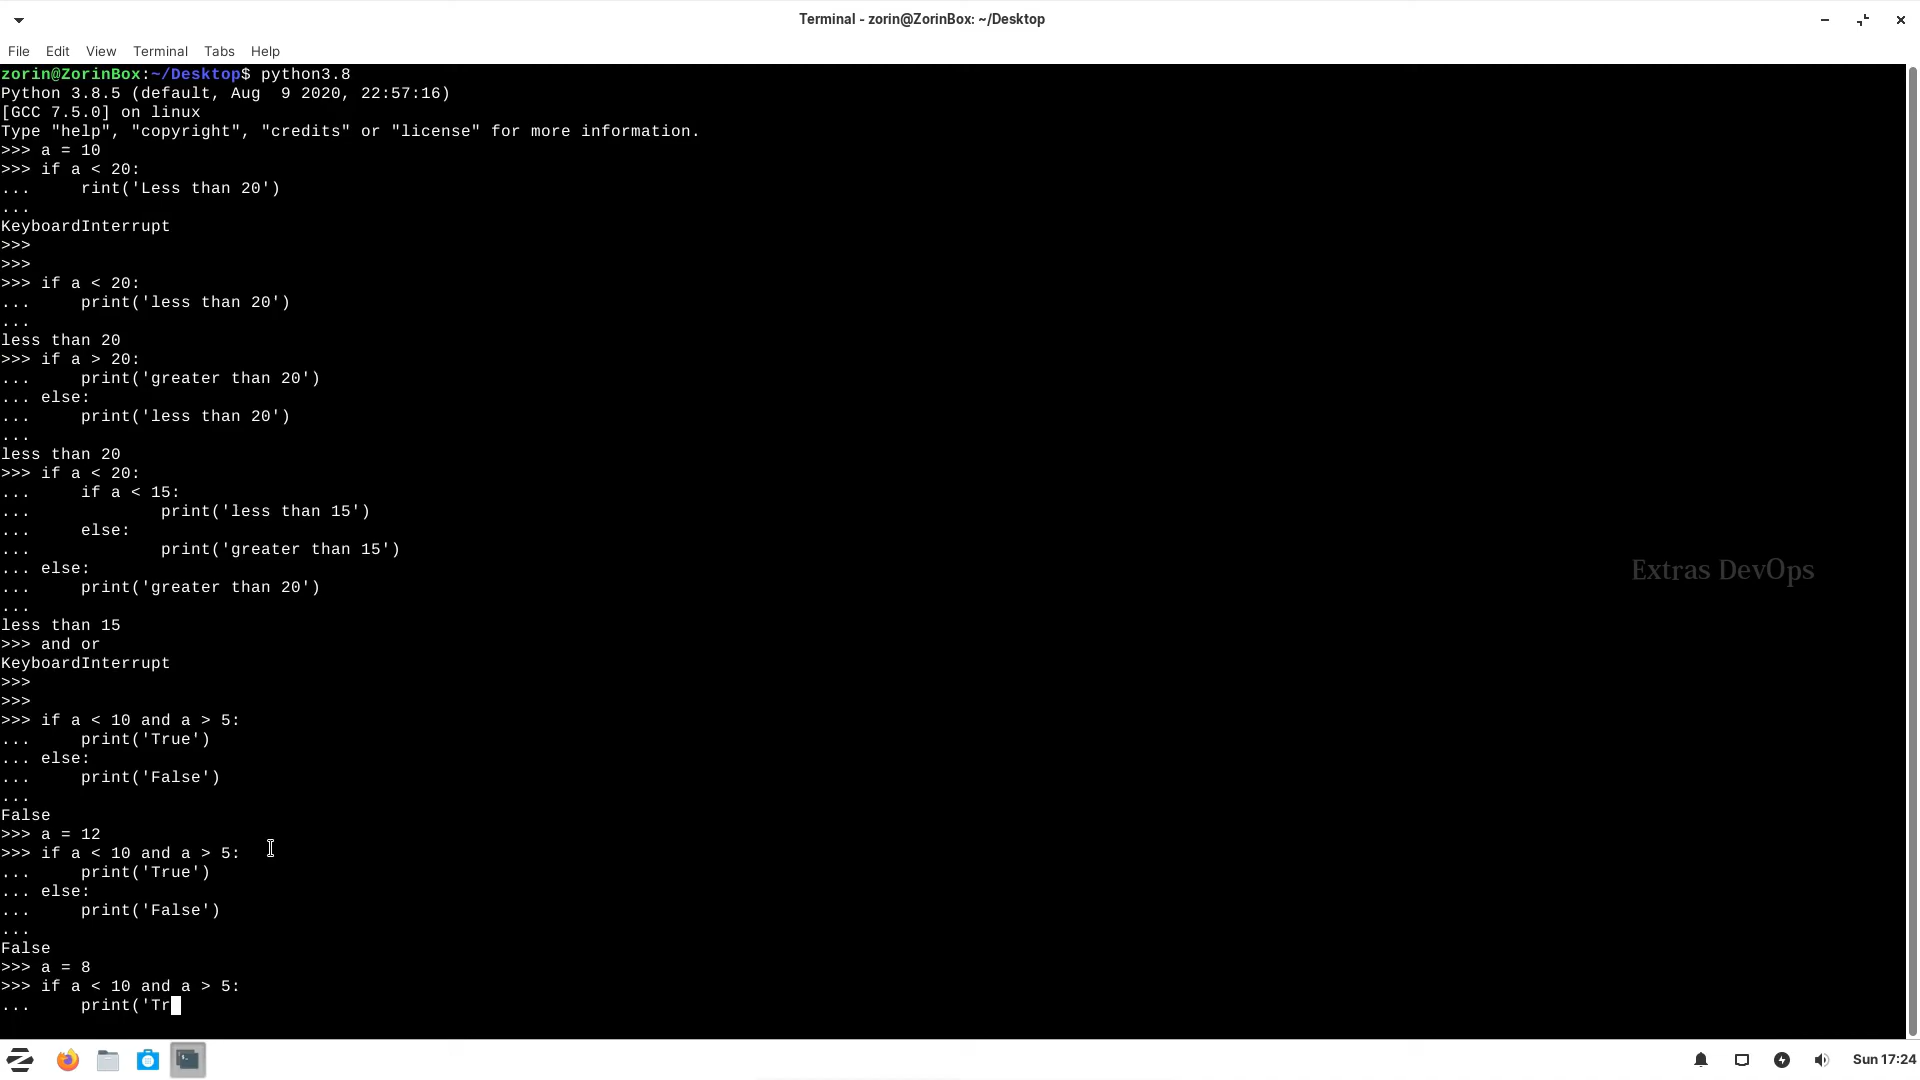 Terminal - zorin@ZorinBox: ~/Desktop
File Edit View Terminal Tabs Help
zorin@ZorinBox:~/Desktop$ python3.8
Python 3.8.5 (default, Aug  9 2020, 22:57:16)
[GCC 7.5.0] on linux
Type "help", "copyright", "credits" or "license" for more information.
>>> a = 10
>>> if a < 20:
...     rint('Less than 20')
...
KeyboardInterrupt
>>>
>>>
>>> if a < 20:
...     print('less than 20')
...
less than 20
>>> if a > 20:
...     print('greater than 20')
... else:
...     print('less than 20')
...
less than 20
>>> if a < 20:
...     if a < 15:
...             print('less than 15')
...     else:
...             print('greater than 15')
... else:
...     print('greater than 20')
...
less than 15
>>> and or
KeyboardInterrupt
>>>
>>>
>>> if a < 10 and a > 5:
...     print('True')
... else:
...     print('False')
...
False
>>> a = 12
>>> if a < 10 and a > 5:
...     print('True')
... else:
...     print('False')
...
False
>>> a = 8
>>> if a < 10 and a > 5:
...     print('Tr
Extras DevOps
Sun 17:24